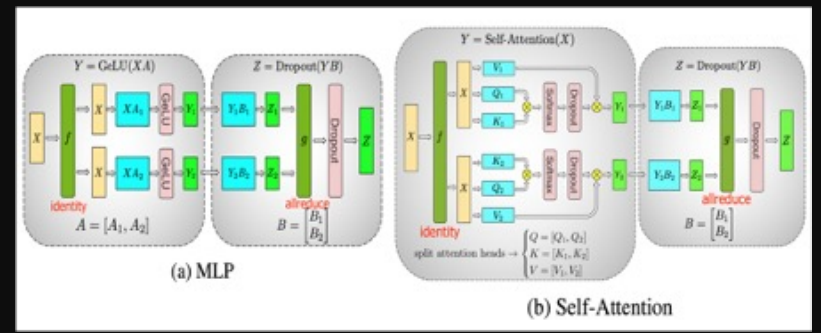 Y = GeLU(XA)
Z = Dropout(YB)
X
f
X
XA₁
GeLU
Y₁
Y₁B₁
Z₁
X
XA₂
GeLU
Y₂
Y₂B₂
Z₂
g
Dropout
Z
identity
allreduce
A = [A₁, A₂]
B = [B₁
B₂]
(a) MLP
Y = Self-Attention(X)
Z = Dropout(YB)
X
f
X
V₁
Q₁
K₁
Softmax
Dropout
Y₁
Y₁B₁
Z₁
X
K₂
Q₂
V₂
Softmax
Dropout
Y₂
Y₂B₂
Z₂
g
Dropout
Z
identity
allreduce
split attention heads → { Q = [Q₁, Q₂]
K = [K₁, K₂]
V = [V₁, V₂]
B = [B₁
B₂]
(b) Self-Attention